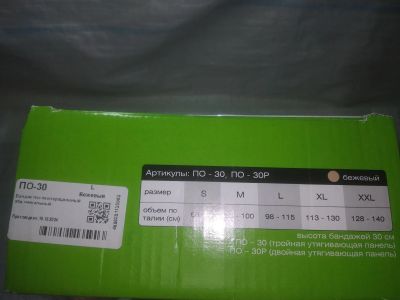 ПО-30
L
Бежевый
Артикулы: ПО - 30, ПО - 30Р
бежевый
размер S M L XL XXL
объем по талии (см) - 100 98 - 115 113 - 130 128 - 140
высота бандажей 30 см
ПО - 30 (тройная утягивающая панель)
ПО - 30Р (двойная утягивающая панель)